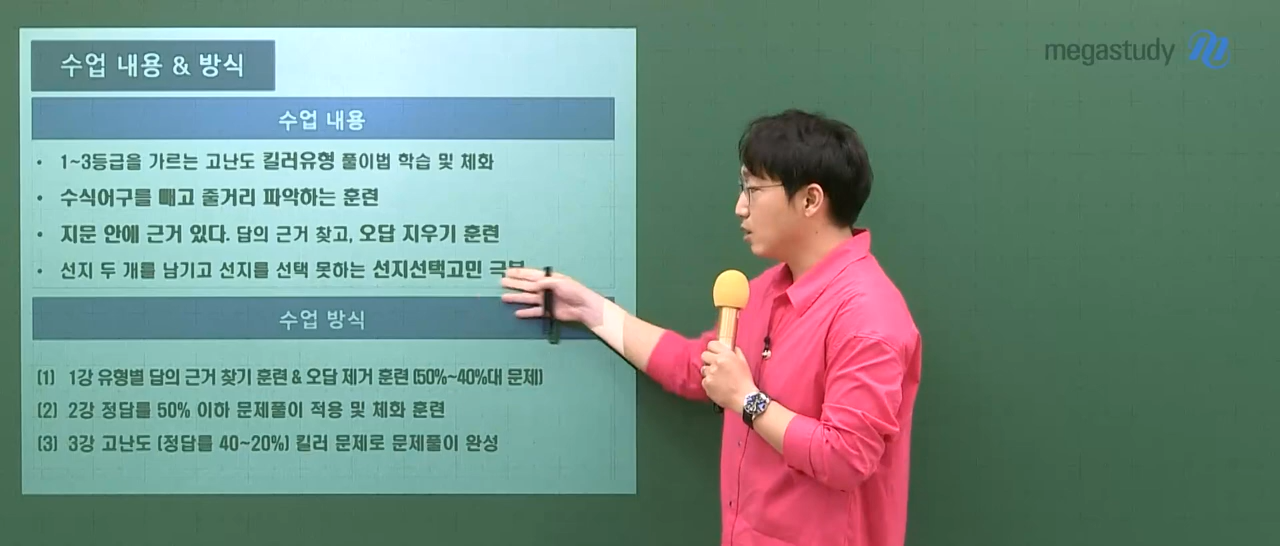 megastudy
수업 내용 & 방식
수업 내용
• 1~3등급을 가르는 고난도 킬러유형 풀이법 학습 및 체화
• 수식어구를 빼고 줄거리 파악하는 훈련
• 지문 안에 근거 있다. 답의 근거 찾고, 오답 지우기 훈련
• 선지 두 개를 남기고 선지를 선택 못하는 선지선택고민
수업 방식
(1) 1강 유형별 답의 근거 찾기 훈련 & 오답 제거 훈련 (50%~40%대 문제)
(2) 2강 정답률 50% 이하 문제풀이 적용 및 체화 훈련
(3) 3강 고난도 (정답률 40~20%) 킬러 문제로 문제풀이 완성